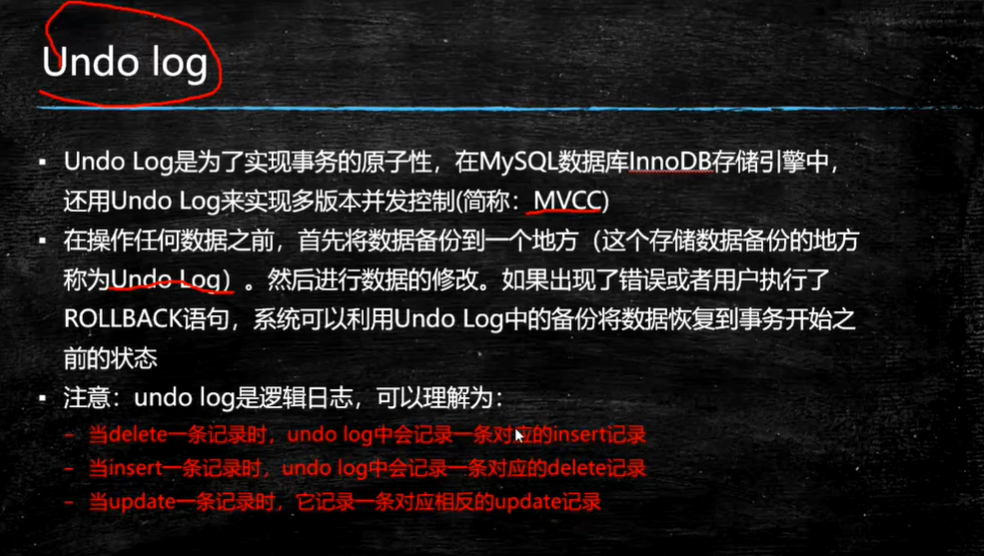 Undo log
▪ Undo Log是为了实现事务的原子性，在MySQL数据库InnoDB存储引擎中，
还用Undo Log来实现多版本并发控制(简称：MVCC)
▪ 在操作任何数据之前，首先将数据备份到一个地方（这个存储数据备份的地方
称为Undo Log）。然后进行数据的修改。如果出现了错误或者用户执行了
ROLLBACK语句，系统可以利用Undo Log中的备份将数据恢复到事务开始之
前的状态
▪ 注意：undo log是逻辑日志，可以理解为：
– 当delete一条记录时，undo log中会记录一条对应的insert记录
– 当insert一条记录时，undo log中会记录一条对应的delete记录
– 当update一条记录时，它记录一条对应相反的update记录